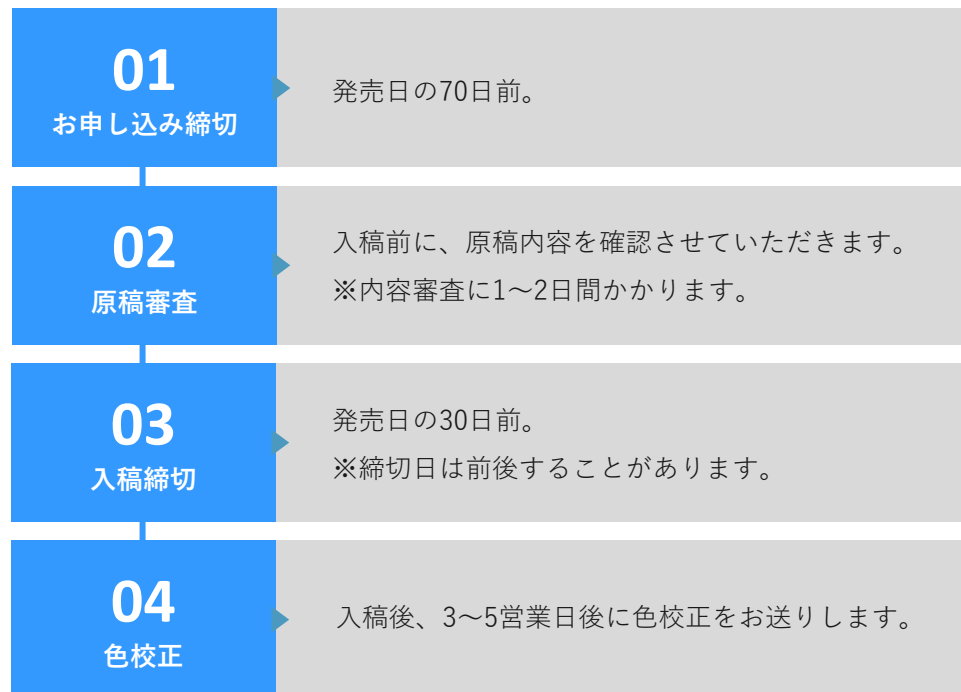 01
お申し込み締切
発売日の70日前。
02
原稿審査
入稿前に、原稿内容を確認させていただきます。
※内容審査に1〜2日間かかります。
03
入稿締切
発売日の30日前。
※締切日は前後することがあります。
04
色校正
入稿後、3〜5営業日後に色校正をお送りします。